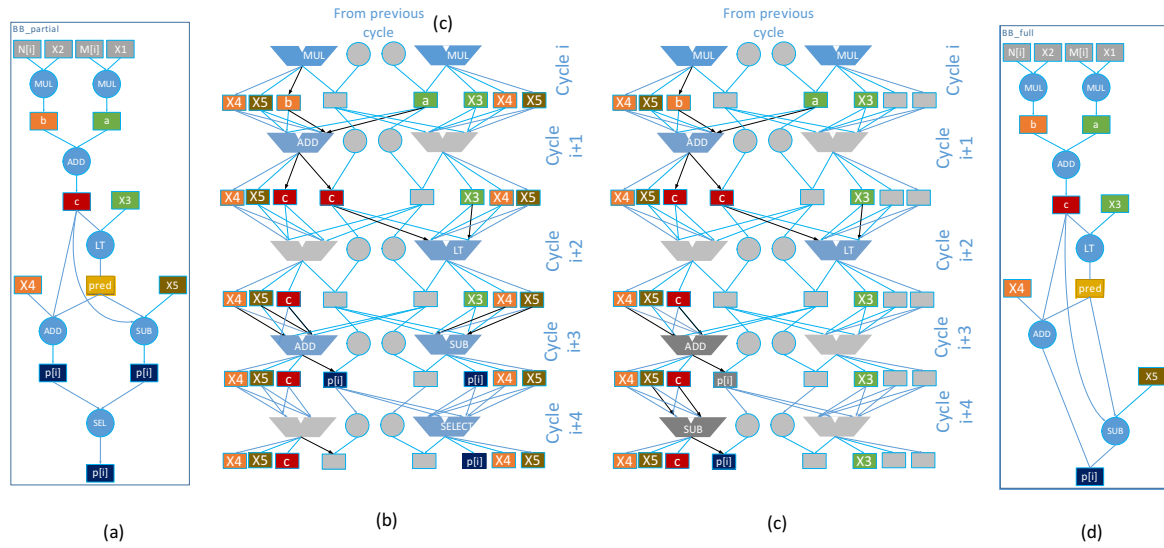 BB_partial
N[i] X2 M[i] X1
MUL MUL
b a
ADD
c X3
LT
X4 pred X5
ADD SUB
p[i] p[i]
SEL
p[i]
(a)
From previous
cycle
(c)
MUL MUL
Cycle i
X4 X5 b a X3 X4 X5
ADD
Cycle
i+1
X4 X5 c c X3 X4 X5
LT
Cycle
i+2
X4 X5 c X3 X4 X5
ADD SUB
Cycle
i+3
X4 X5 c p[i] p[i] X4 X5
SELECT
Cycle
i+4
X4 X5 c p[i] X4 X5
(b)
From previous
cycle
MUL MUL
Cycle i
X4 X5 b a X3
ADD
Cycle
i+1
X4 X5 c c X3
LT
Cycle
i+2
X4 X5 c X3
ADD
Cycle
i+3
X4 X5 c p[i] X3
SUB
Cycle
i+4
X4 X5 c p[i] X3
(c)
BB_full
N[i] X2 M[i] X1
MUL MUL
b a
ADD
c X3
LT
X4 pred
ADD
X5
SUB
p[i]
(d)